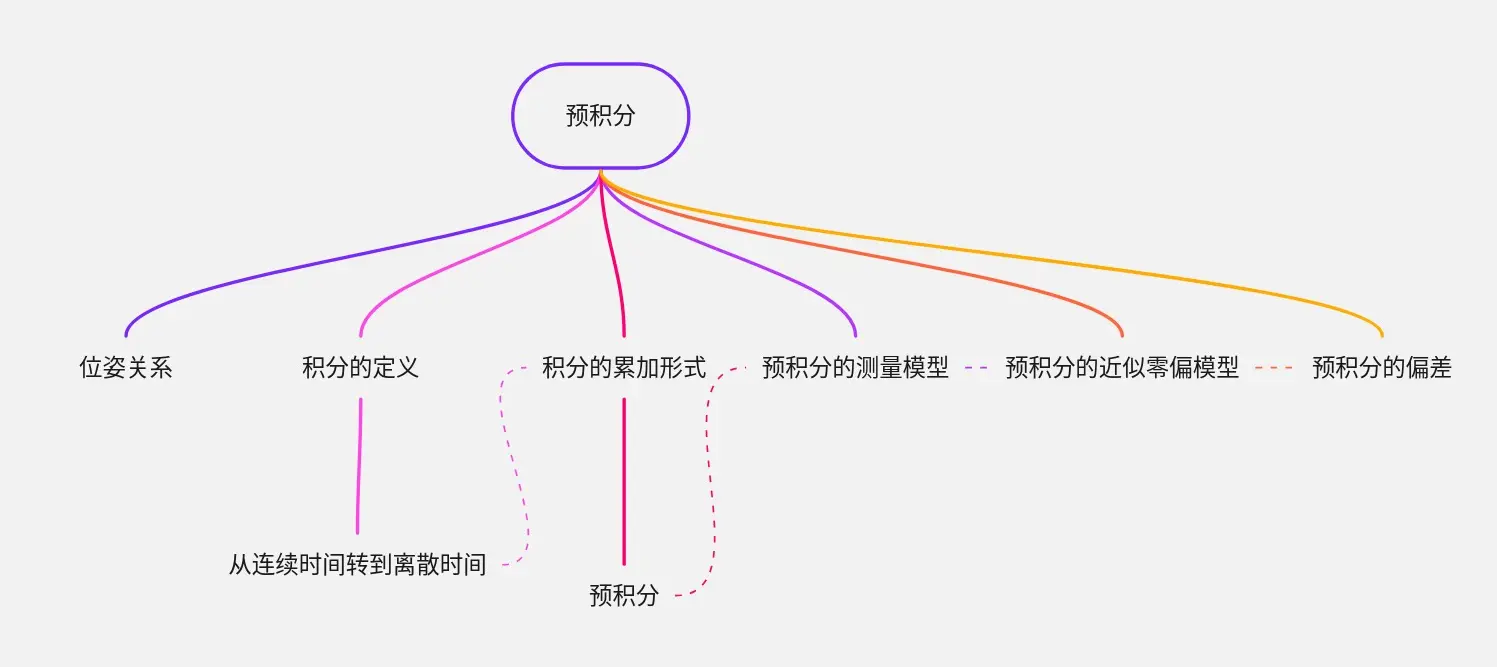 预积分
位姿关系
积分的定义
积分的累加形式
预积分的测量模型
预积分的近似零偏模型
预积分的偏差
从连续时间转到离散时间
预积分